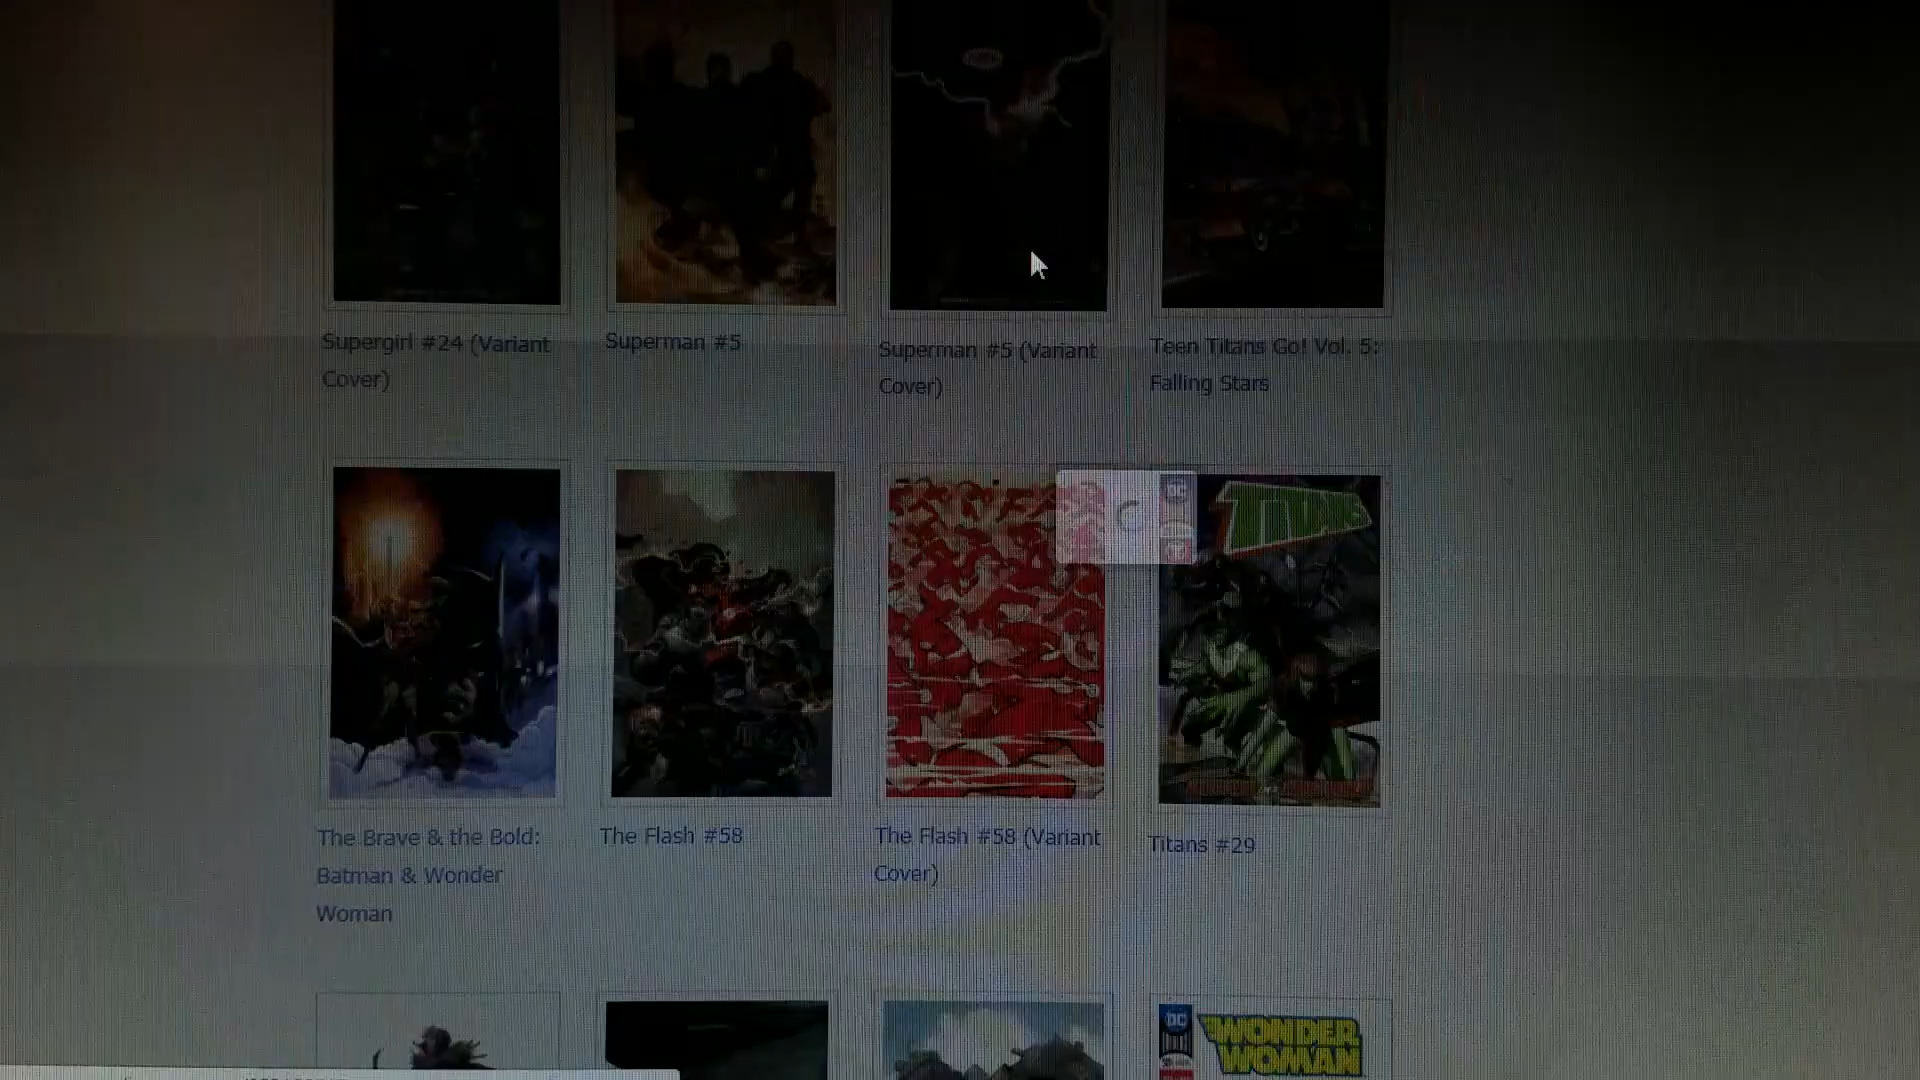 Supergirl #24 (Variant
Cover)
Superman #5
Superman #5 (Variant
Cover)
Teen Titans Go! Vol. 5:
Falling Stars
DC
TITANS
The Brave & the Bold:
Batman & Wonder
Woman
The Flash #58
The Flash #58 (Variant
Cover)
Titans #29
DC
WONDER
WOMAN